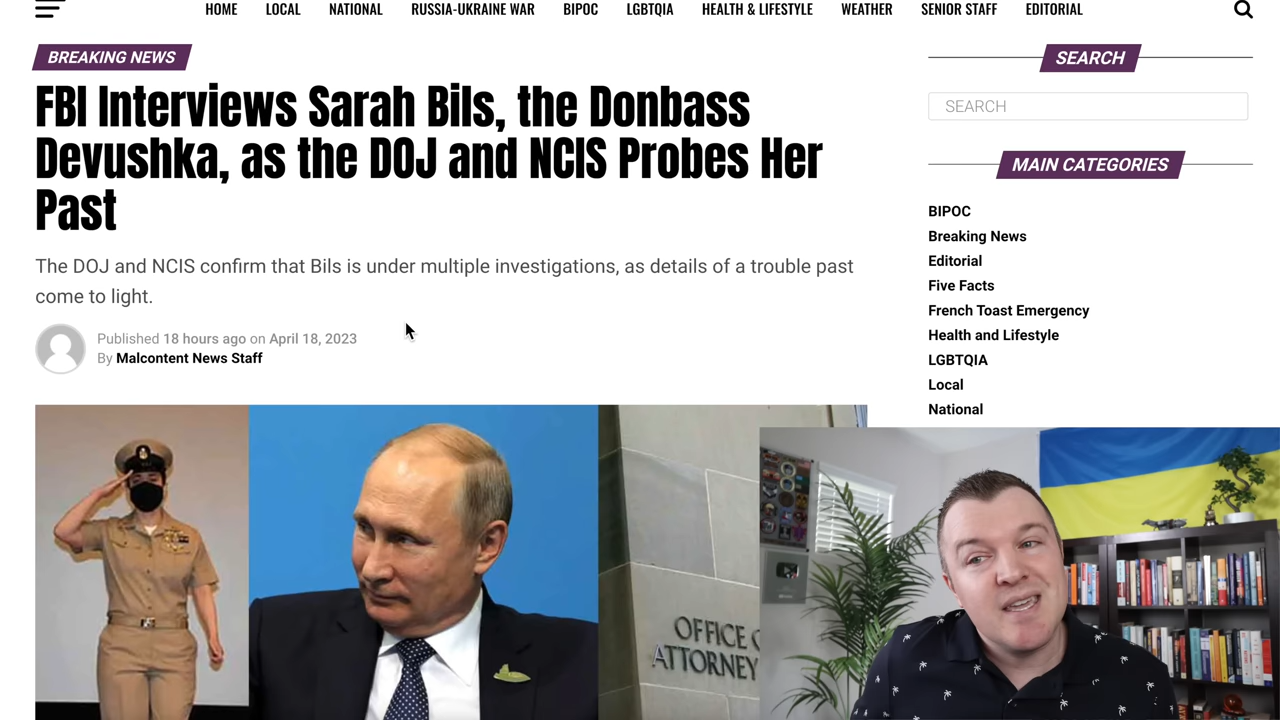 HOME LOCAL NATIONAL RUSSIA-UKRAINE WAR BIPOC LGBTQIA HEALTH & LIFESTYLE WEATHER SENIOR STAFF EDITORIAL
BREAKING NEWS
FBI Interviews Sarah Bils, the Donbass
Devushka, as the DOJ and NCIS Probes Her
Past
The DOJ and NCIS confirm that Bils is under multiple investigations, as details of a trouble past
come to light.
Published 18 hours ago on April 18, 2023
By Malcontent News Staff
SEARCH
SEARCH
MAIN CATEGORIES
BIPOC
Breaking News
Editorial
Five Facts
French Toast Emergency
Health and Lifestyle
LGBTQIA
Local
National
OFFICE
ATTORNEY